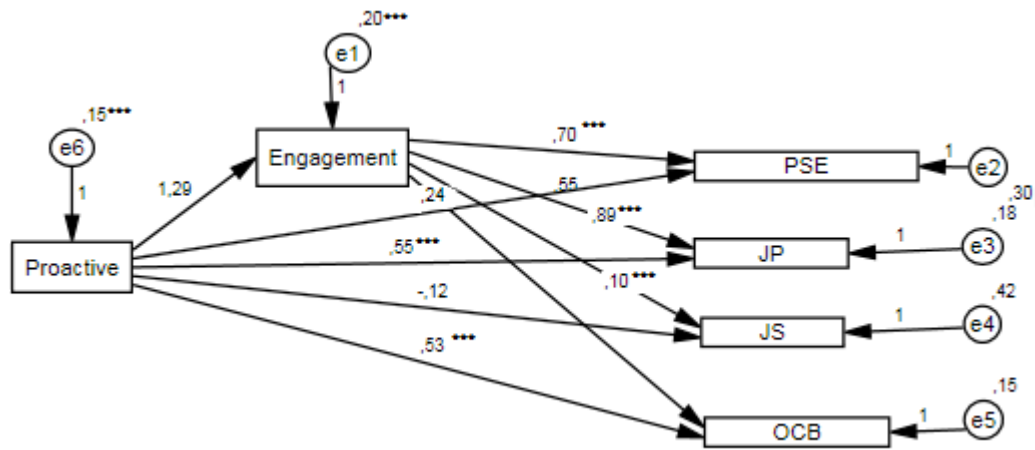 ,20***
e1
1
,15***
e6
1
Engagement
,70 ***
PSE
1
e2
,30
1,29
,24
,55
,89***
,18
Proactive
,55***
JP
1
e3
,10***
-,12
,42
JS
1
e4
,53 ***
,15
OCB
1
e5